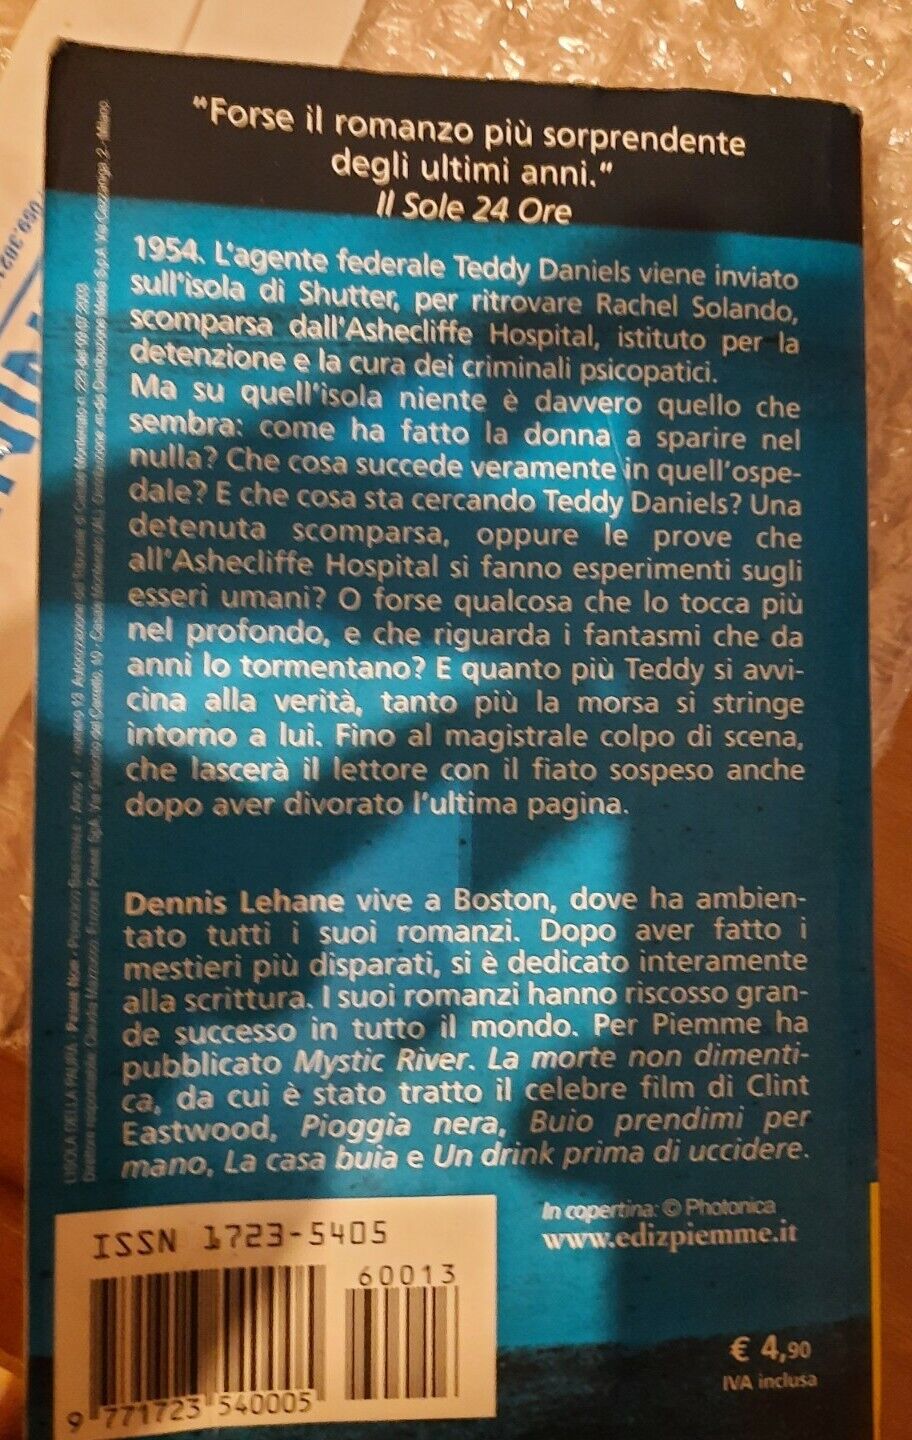 "Forse il romanzo più sorprendente
degli ultimi anni."
Il Sole 24 Ore
1954. L'agente federale Teddy Daniels viene inviato
sull'isola di Shutter, per ritrovare Rachel Solando,
scomparsa dall'Ashecliffe Hospital, istituto per la
detenzione e la cura dei criminali psicopatici.
Ma su quell'isola niente è davvero quello che
sembra: come ha fatto la donna a sparire nel
nulla? Che cosa succede veramente in quell'ospe-
dale? E che cosa sta cercando Teddy Daniels? Una
detenuta scomparsa, oppure le prove che
all'Ashecliffe Hospital si fanno esperimenti sugli
esseri umani? O forse qualcosa che lo tocca più
nel profondo, e che riguarda i fantasmi che da
anni lo tormentano? E quanto più Teddy si avvi-
cina alla verità, tanto più la morsa si stringe
intorno a lui. Fino al magistrale colpo di scena,
che lascerà il lettore con il fiato sospeso anche
dopo aver divorato l'ultima pagina.
Dennis Lehane vive a Boston, dove ha ambien-
tato tutti i suoi romanzi. Dopo aver fatto i
mestieri più disparati, si è dedicato interamente
alla scrittura. I suoi romanzi hanno riscosso gran-
de successo in tutto il mondo. Per Piemme ha
pubblicato Mystic River. La morte non dimenti-
ca, da cui è stato tratto il celebre film di Clint
Eastwood, Pioggia nera, Buio prendimi per
mano, La casa buia e Un drink prima di uccidere.
In copertina: © Photonica
www.edizpiemme.it
ISSN 1723-5405
60013
9 771723 540005
€ 4,90
IVA inclusa
L'ISOLA DELLA PAURA